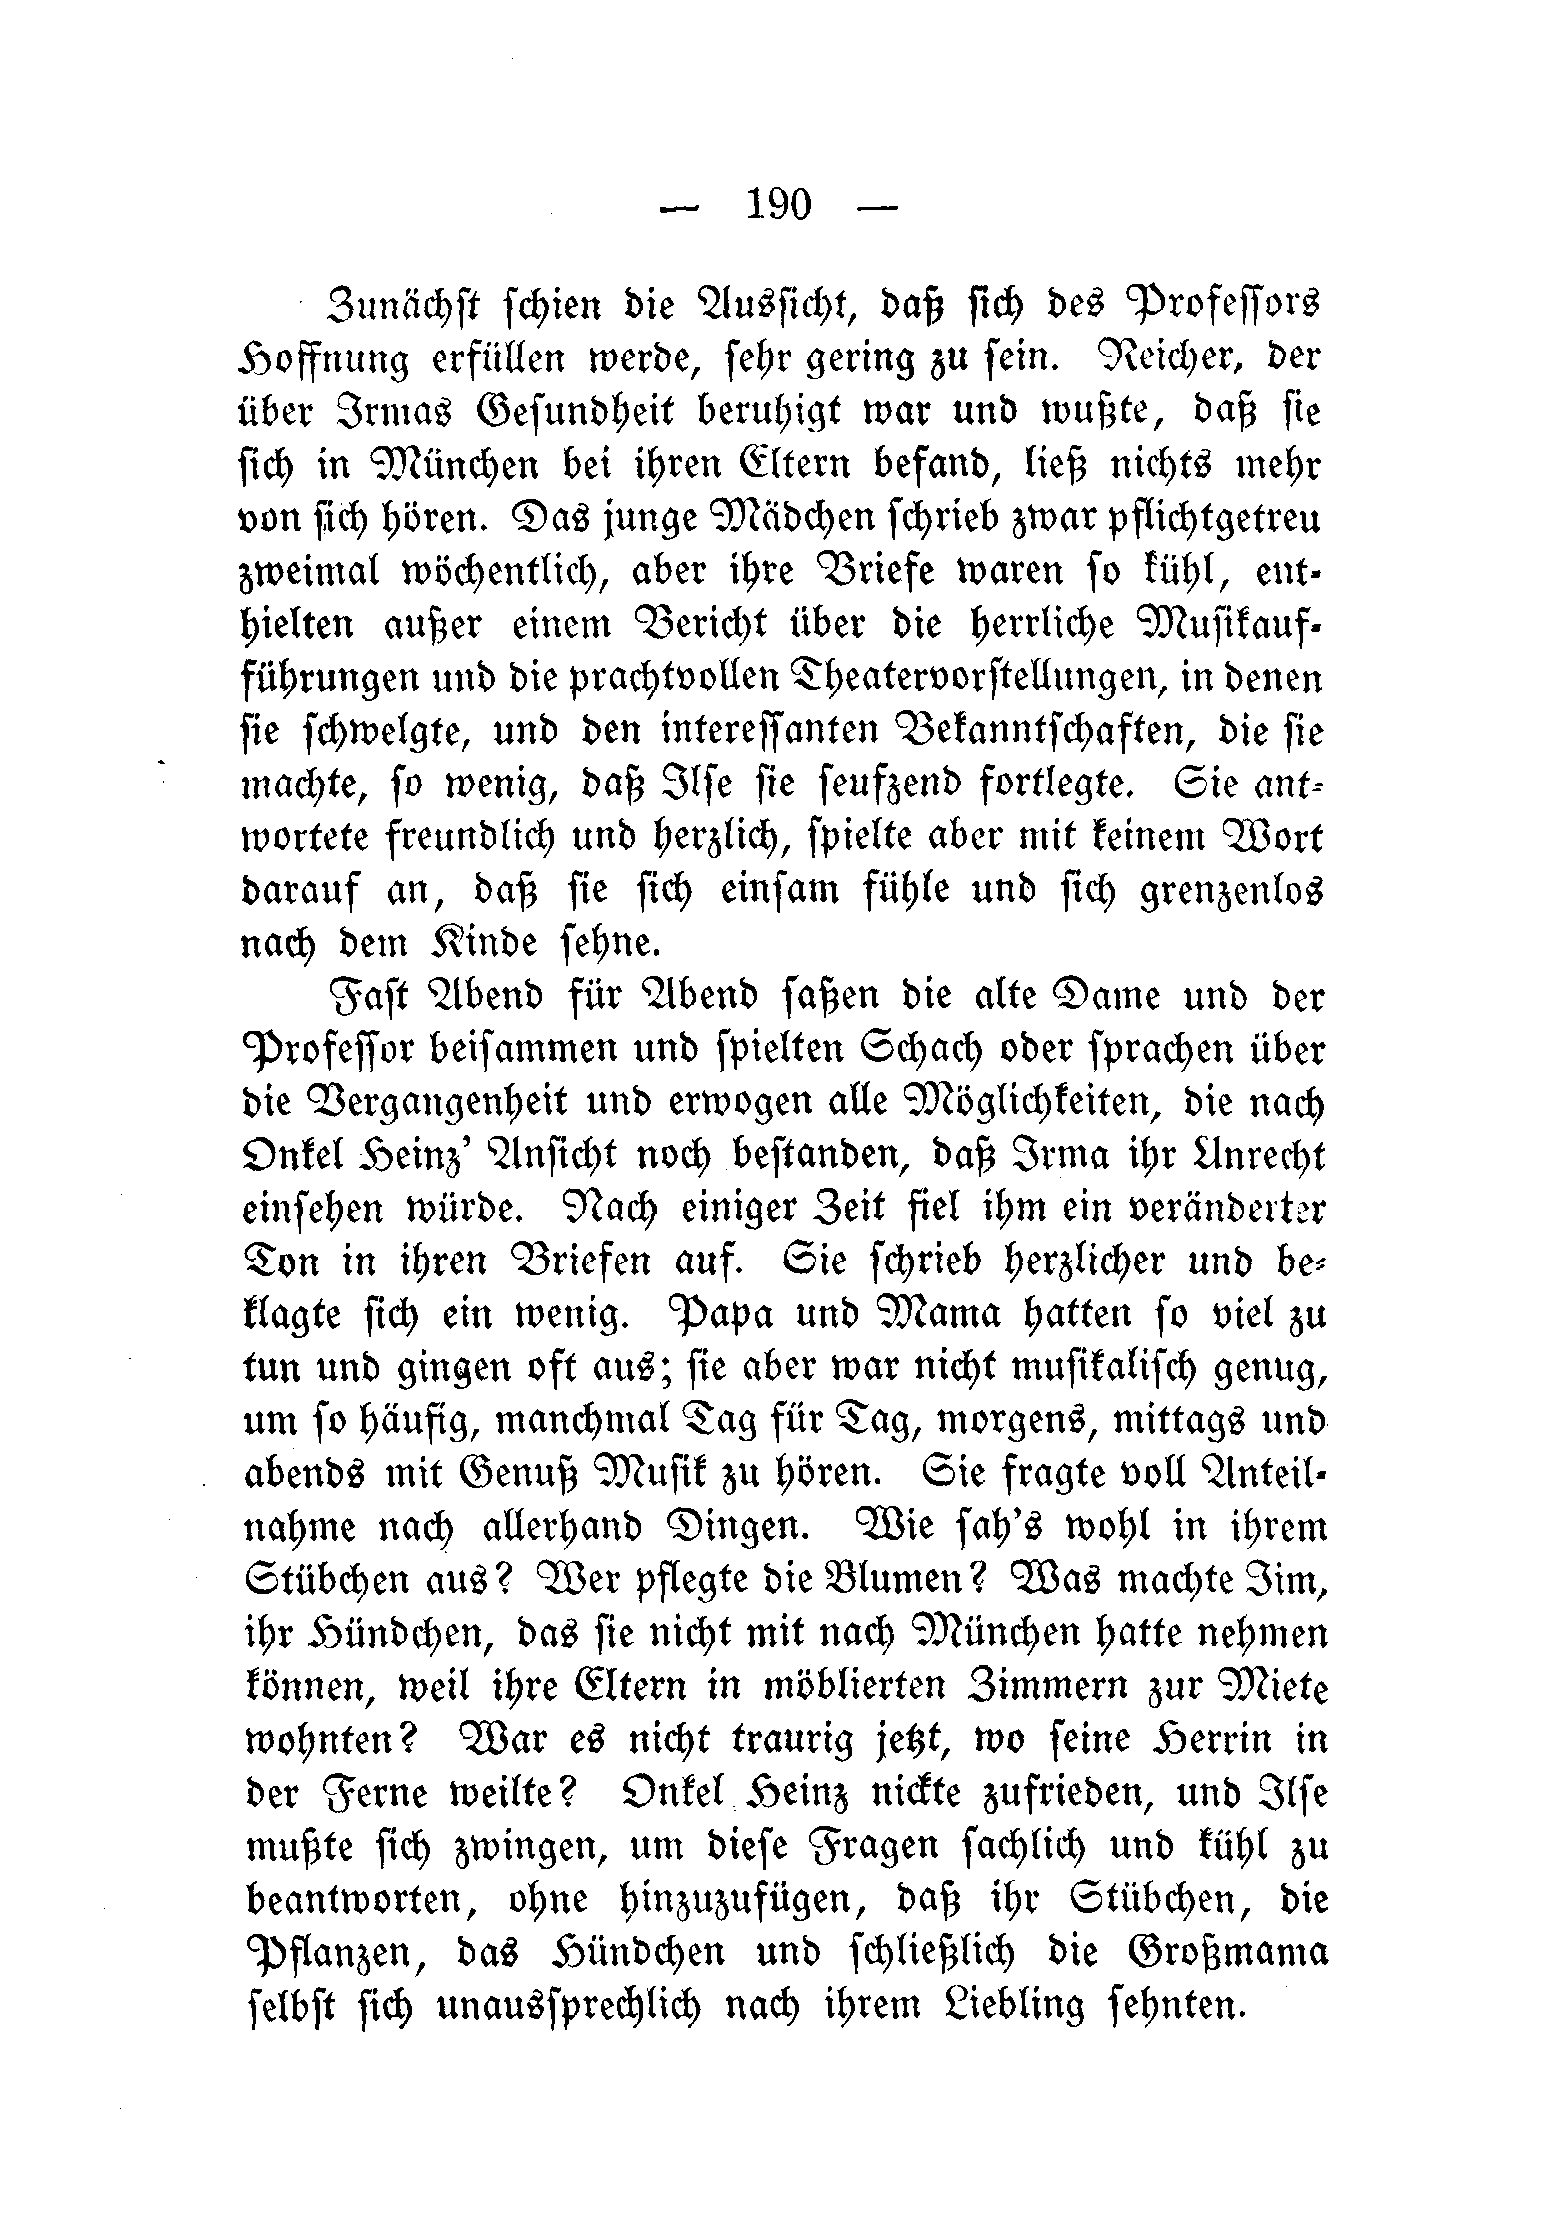 — 190 —
Zunächst schien die Aussicht, daß sich des Professors
Hoffnung erfüllen werde, sehr gering zu sein. Reicher, der
über Irmas Gesundheit beruhigt war und wußte, daß sie
sich in München bei ihren Eltern befand, ließ nichts mehr
von sich hören. Das junge Mädchen schrieb zwar pflichtgetreu
zweimal wöchentlich, aber ihre Briefe waren so kühl, ent-
hielten außer einem Bericht über die herrliche Musikauf-
führungen und die prachtvollen Theatervorstellungen, in denen
sie schwelgte, und den interessanten Bekanntschaften, die sie
machte, so wenig, daß Ilse sie seufzend fortlegte. Sie ant-
wortete freundlich und herzlich, spielte aber mit keinem Wort
darauf an, daß sie sich einsam fühle und sich grenzenlos
nach dem Kinde sehne.
Fast Abend für Abend saßen die alte Dame und der
Professor beisammen und spielten Schach oder sprachen über
die Vergangenheit und erwogen alle Möglichkeiten, die nach
Onkel Heinz' Ansicht noch bestanden, daß Irma ihr Unrecht
einsehen würde. Nach einiger Zeit fiel ihm ein veränderter
Ton in ihren Briefen auf. Sie schrieb herzlicher und be-
klagte sich ein wenig. Papa und Mama hatten so viel zu
tun und gingen oft aus; sie aber war nicht musikalisch genug,
um so häufig, manchmal Tag für Tag, morgens, mittags und
abends mit Genuß Musik zu hören. Sie fragte voll Anteil-
nahme nach allerhand Dingen. Wie sah's wohl in ihrem
Stübchen aus? Wer pflegte die Blumen? Was machte Jim,
ihr Hündchen, das sie nicht mit nach München hatte nehmen
können, weil ihre Eltern in möblierten Zimmern zur Miete
wohnten? War es nicht traurig jetzt, wo seine Herrin in
der Ferne weilte? Onkel Heinz nickte zufrieden, und Ilse
mußte sich zwingen, um diese Fragen sachlich und kühl zu
beantworten, ohne hinzuzufügen, daß ihr Stübchen, die
Pflanzen, das Hündchen und schließlich die Großmama
selbst sich unaussprechlich nach ihrem Liebling sehnten.